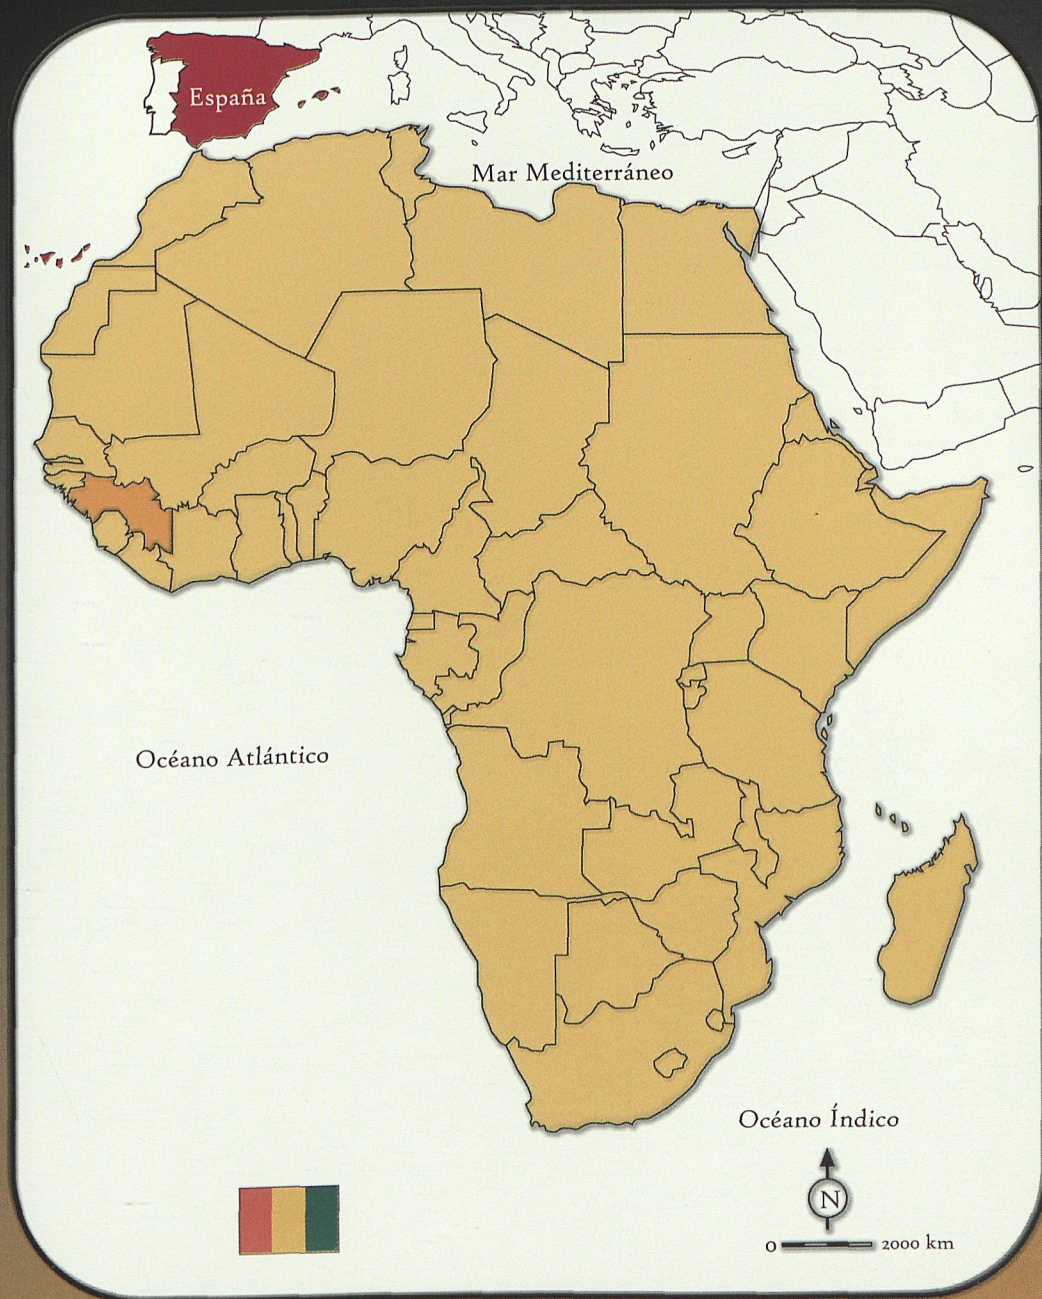 España
Mar Mediterráneo
Océano Atlántico
Océano Índico
N
0 2000 km